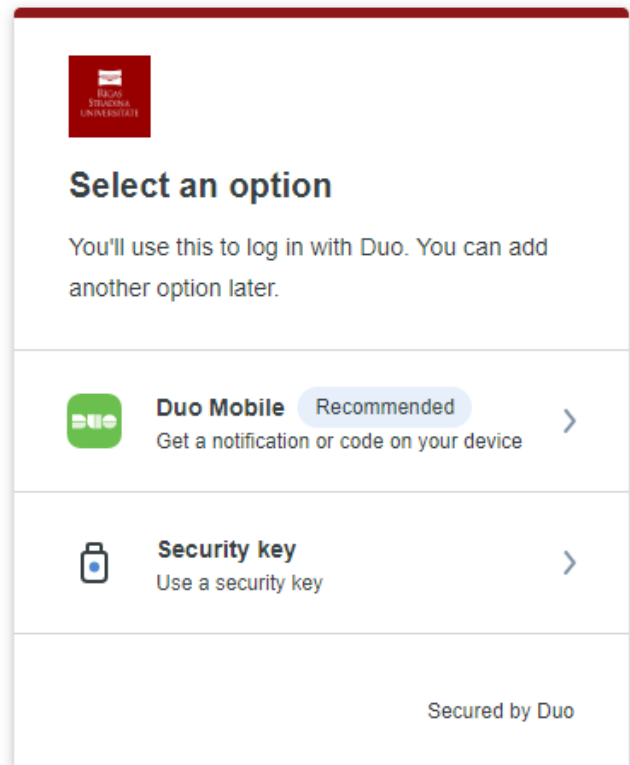 RĪGAS
STRADIŅA
UNIVERSITĀTE
Select an option
You'll use this to log in with Duo. You can add
another option later.
DUO
Duo Mobile Recommended
Get a notification or code on your device
Security key
Use a security key
Secured by Duo